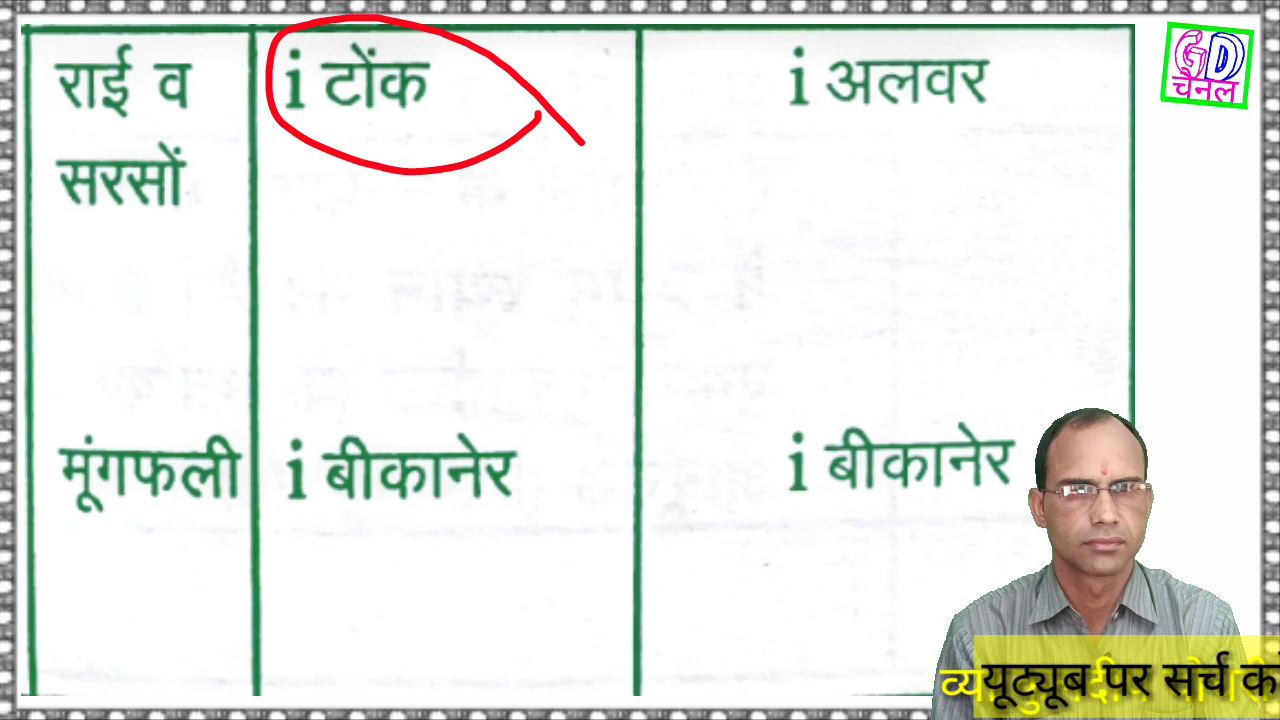 राई व
सरसों
i टोंक
i अलवर
मूंगफली
i बीकानेर
i बीकानेर
GD
चैनल
यूट्यूब पर सर्च